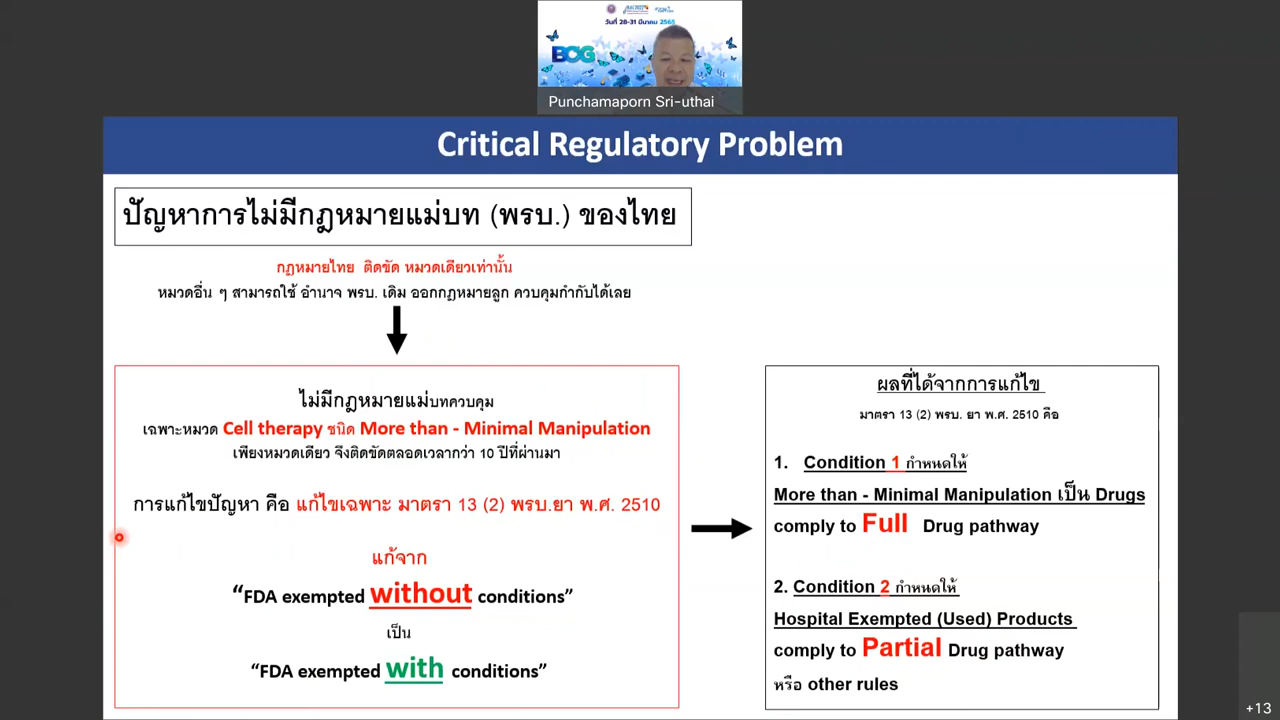 วันที่ 28-31 มีนาคม 2565
BCG
Punchamaporn Sri-uthai
Critical Regulatory Problem
ปัญหาการไม่มีกฎหมายแม่บท (พรบ.) ของไทย
กฎหมายไทย ติดขัด หมวดเดียวเท่านั้น
หมวดอื่น ๆ สามารถใช้ อำนาจ พรบ. เดิม ออกกฎหมายลูก ควบคุมกำกับได้เลย
ไม่มีกฎหมายแม่บทควบคุม
เฉพาะหมวด Cell therapy ชนิด More than - Minimal Manipulation
เพียงหมวดเดียว จึงติดขัดตลอดเวลากว่า 10 ปีที่ผ่านมา
การแก้ไขปัญหา คือ แก้ไขเฉพาะ มาตรา 13 (2) พรบ.ยา พ.ศ. 2510
แก้จาก
“FDA exempted without conditions”
เป็น
“FDA exempted with conditions”
ผลที่ได้จากการแก้ไข
มาตรา 13 (2) พรบ. ยา พ.ศ. 2510 คือ
1. Condition 1 กำหนดให้
More than - Minimal Manipulation เป็น Drugs
comply to Full Drug pathway
2. Condition 2 กำหนดให้
Hospital Exempted (Used) Products
comply to Partial Drug pathway
หรือ other rules
+13